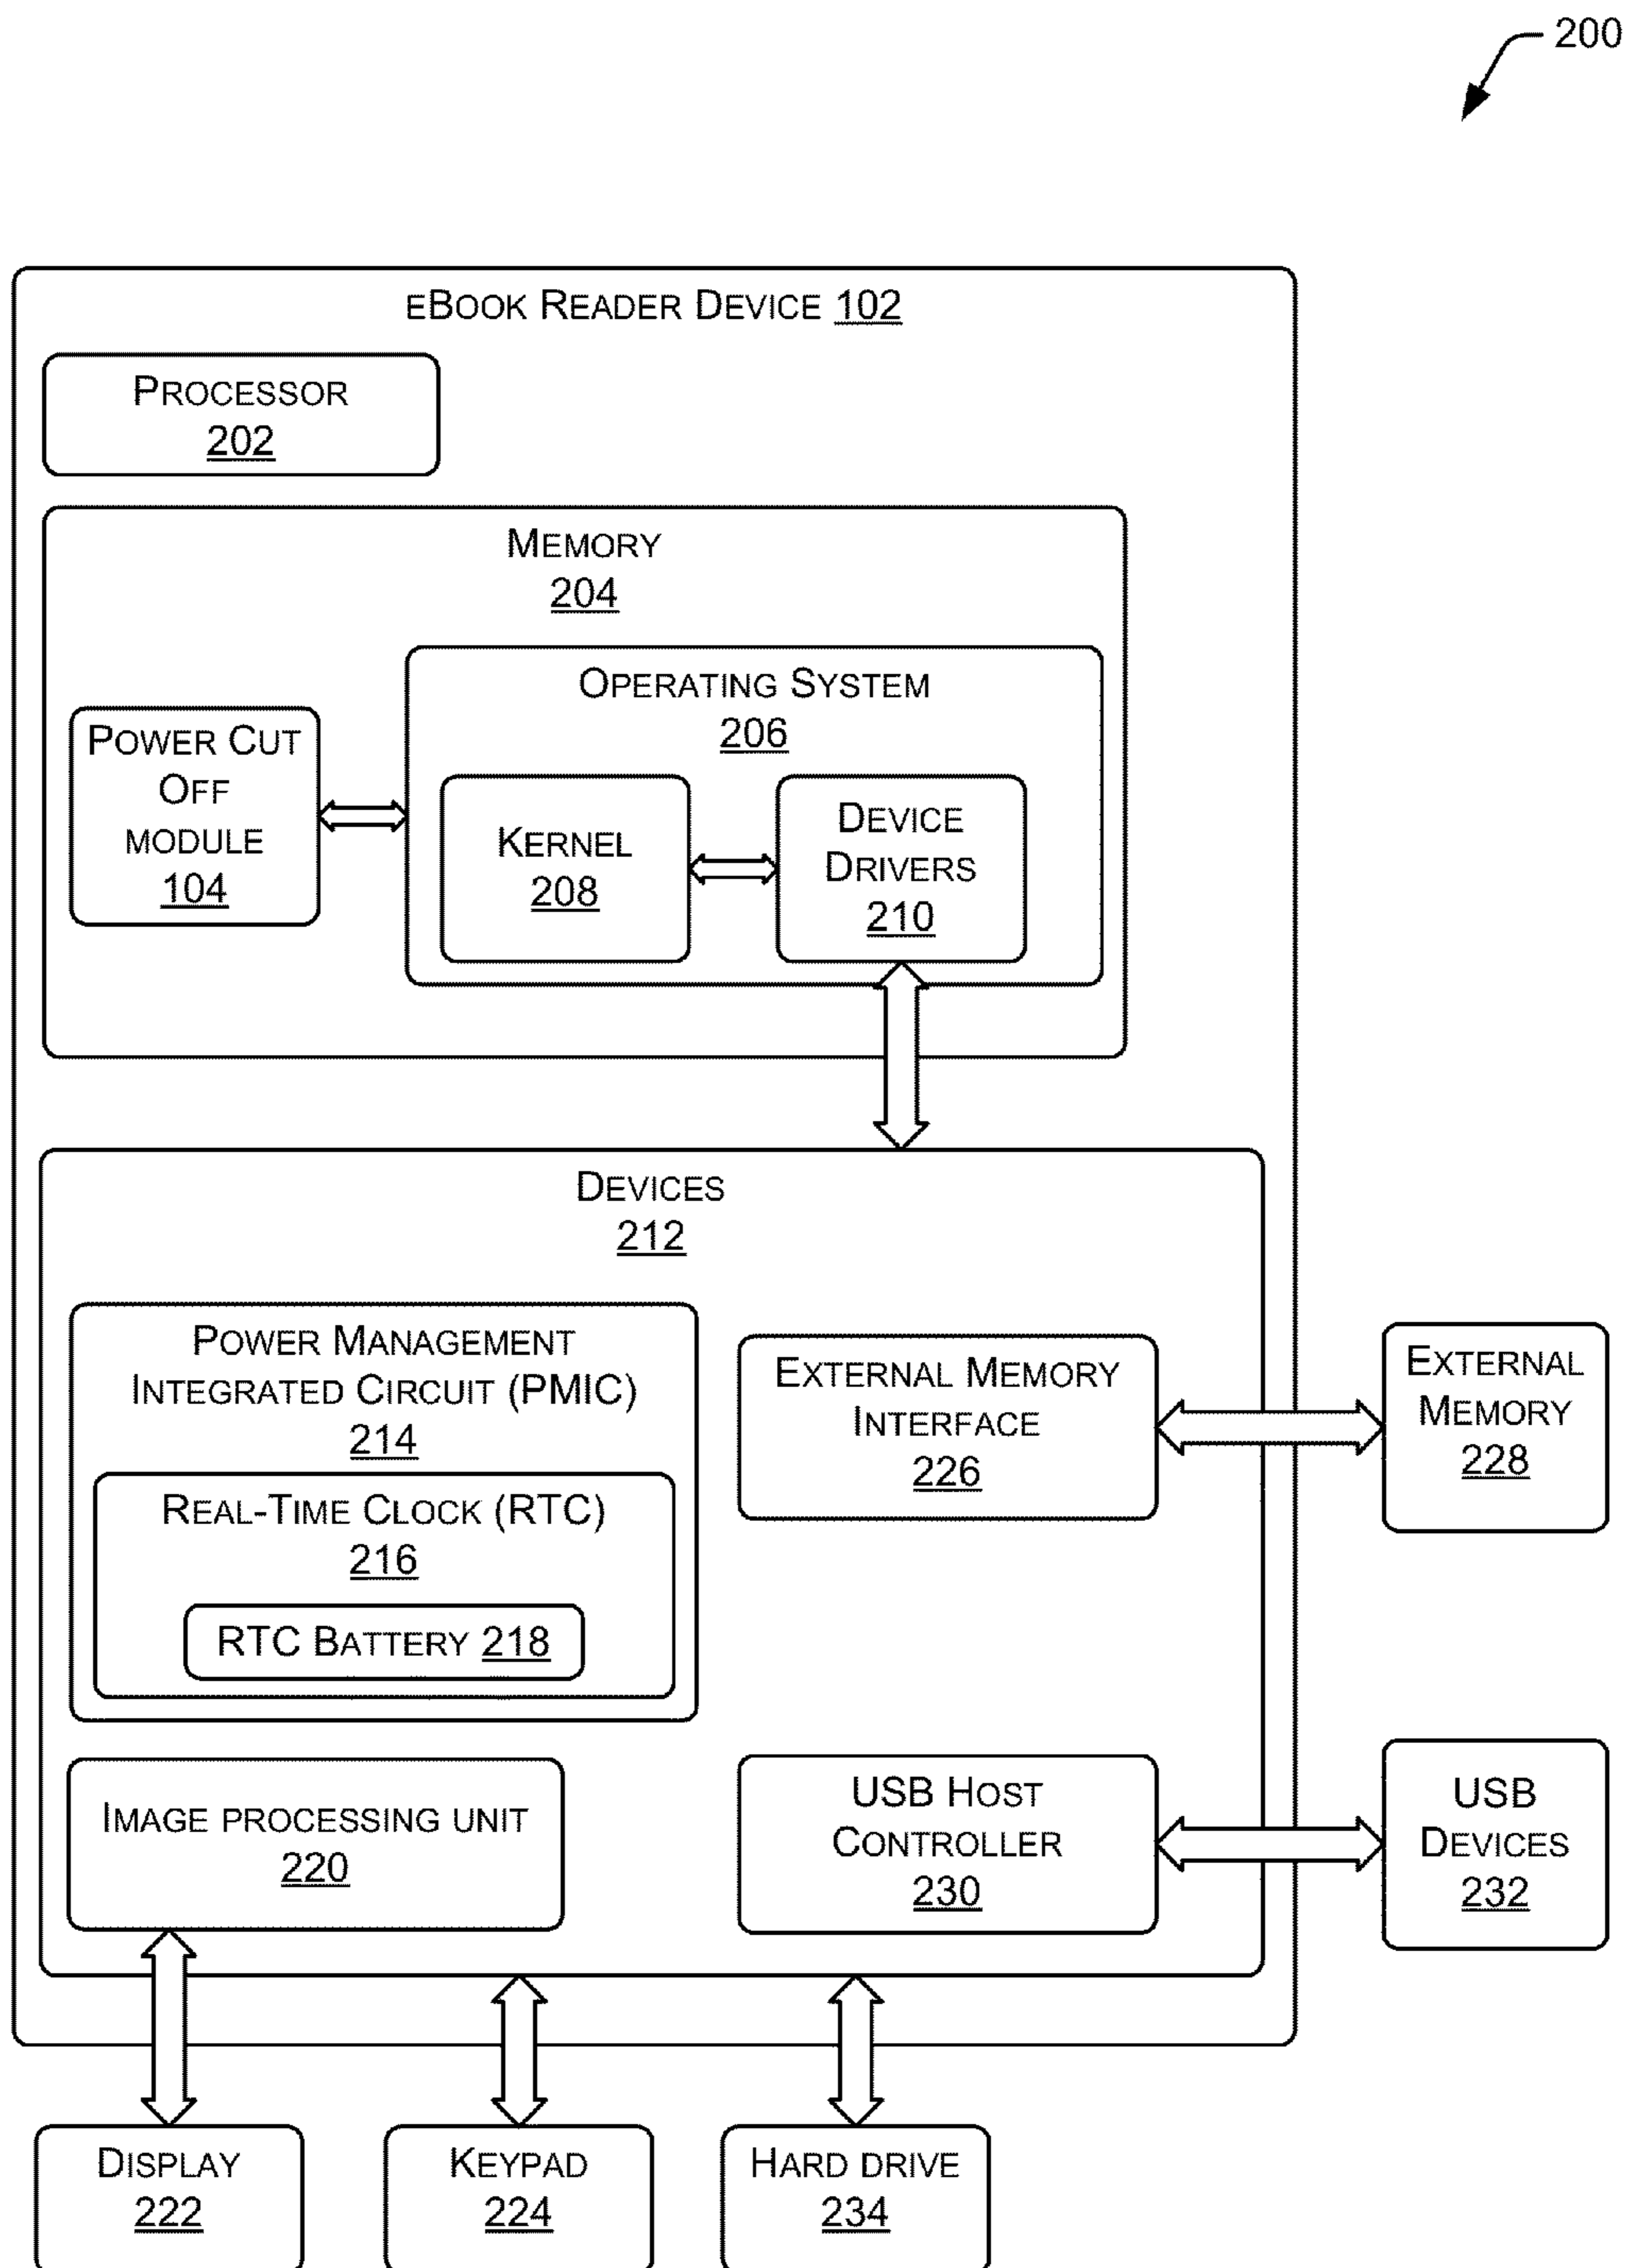 200
eBook Reader Device 102
Processor
202
Memory
204
Operating System
206
Power Cut
Off
module
104
Kernel
208
Device
Drivers
210
Devices
212
Power Management
Integrated Circuit (PMIC)
214
Real-Time Clock (RTC)
216
RTC Battery 218
External Memory
Interface
226
External
Memory
228
Image processing unit
220
USB Host
Controller
230
USB
Devices
232
Display
222
Keypad
224
Hard drive
234